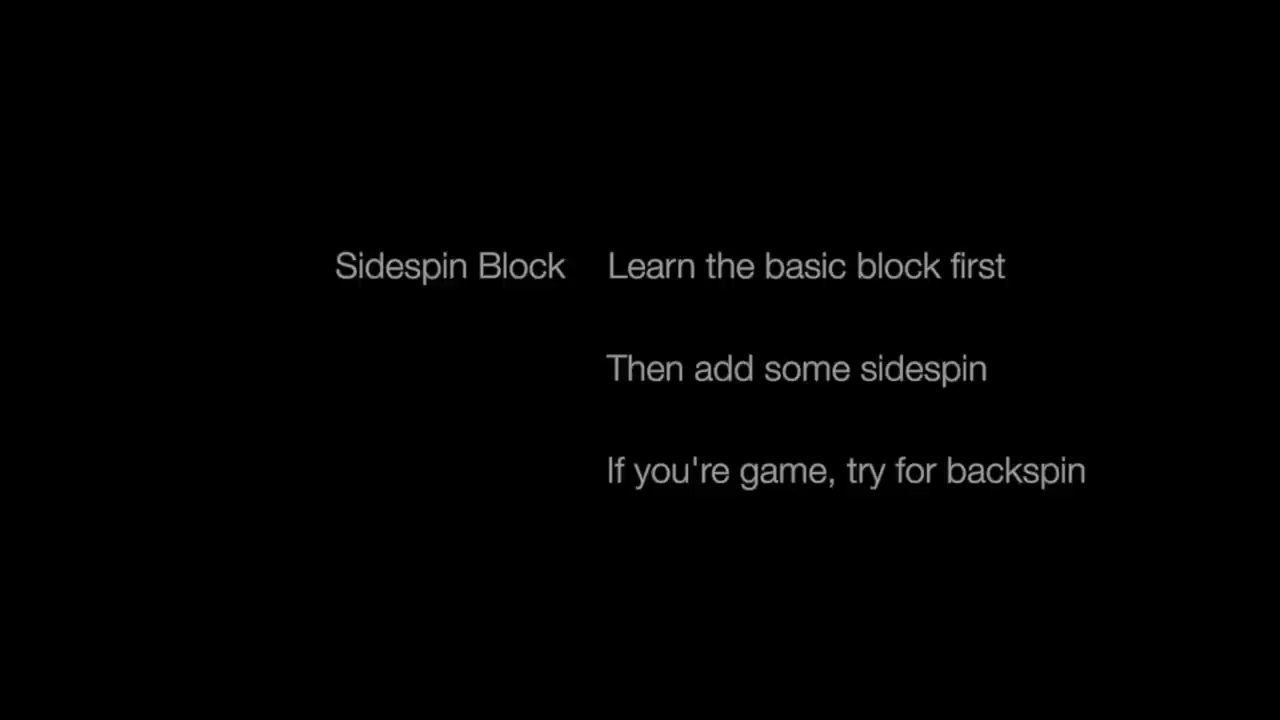 Sidespin Block Learn the basic block first
Then add some sidespin
If you're game, try for backspin